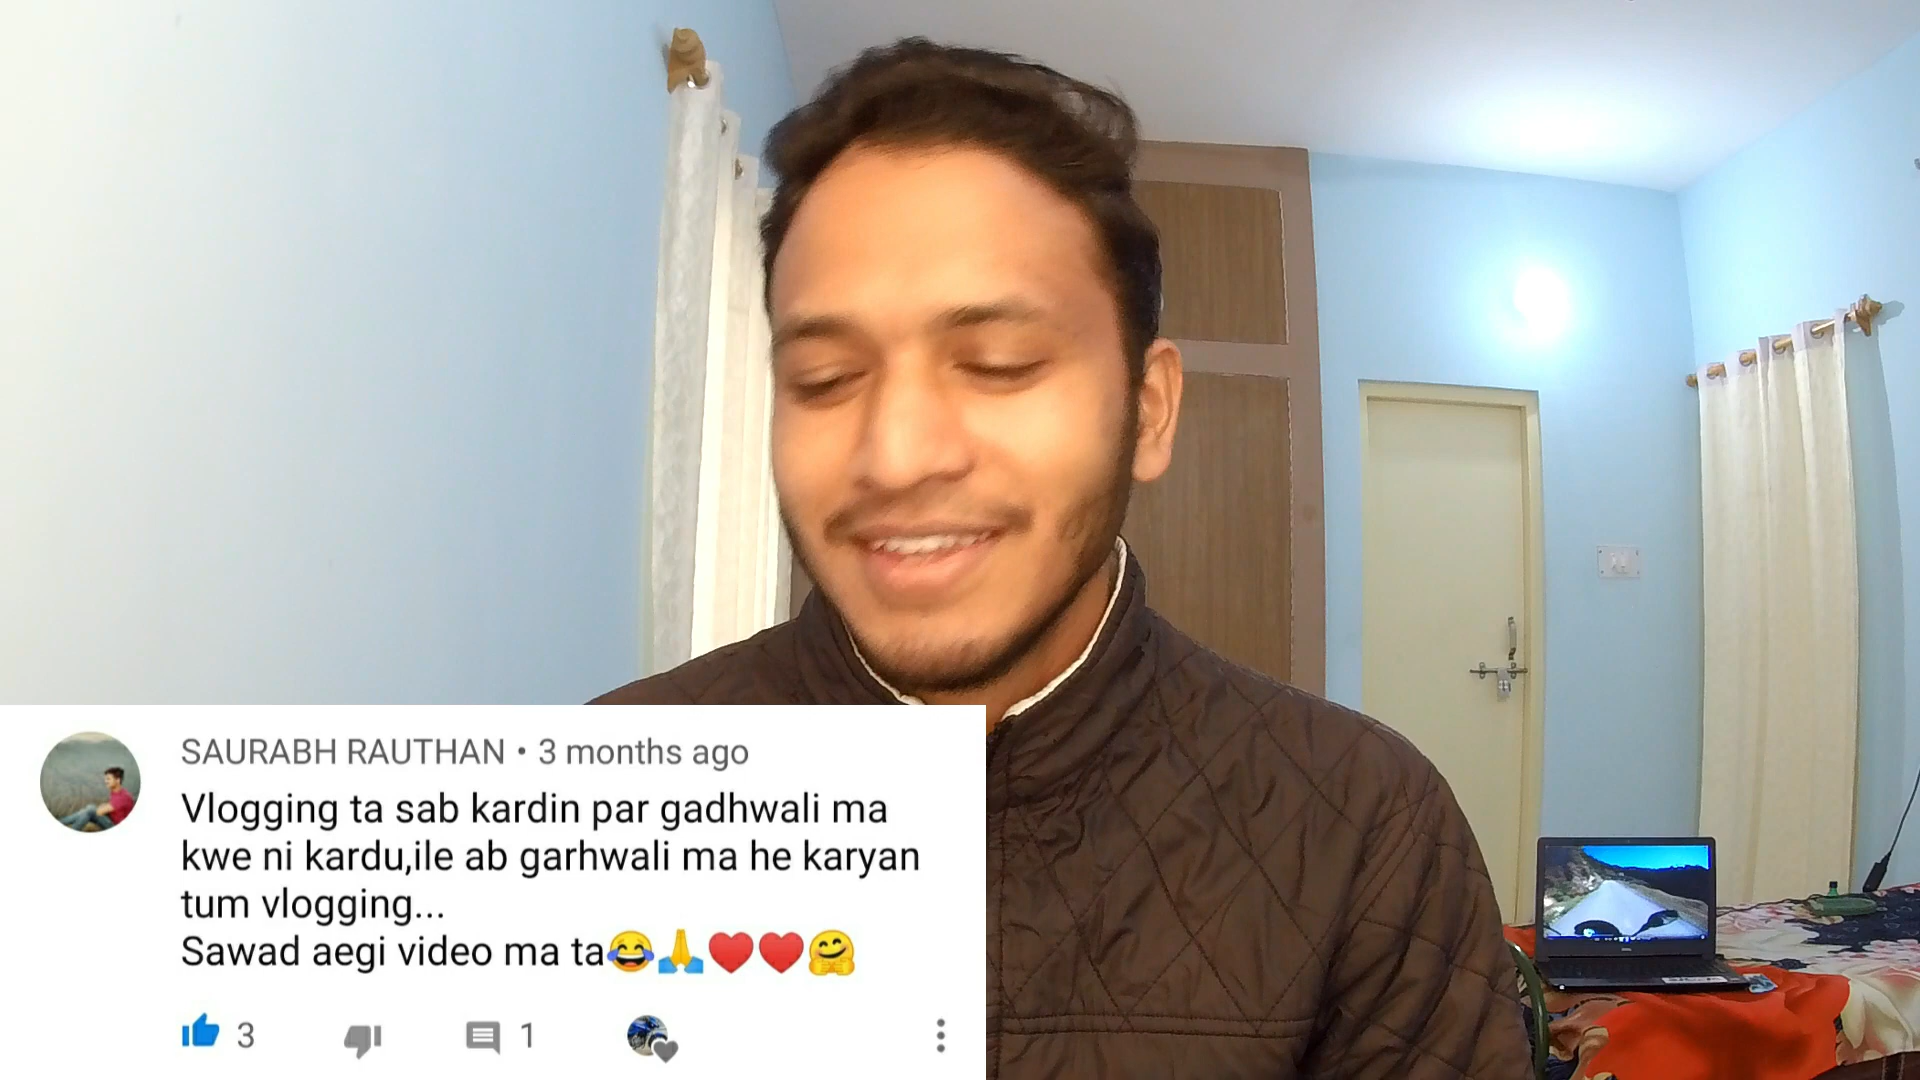 SAURABH RAUTHAN • 3 months ago
Vlogging ta sab kardin par gadhwali ma
kwe ni kardu,ile ab garhwali ma he karyan
tum vlogging...
Sawad aegi video ma ta😂🙏♥️♥️🤗
3
1